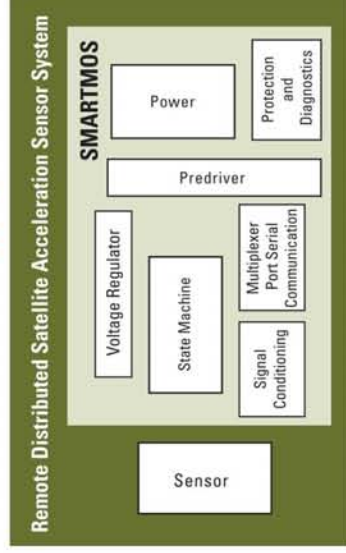 Remote Distributed Satellite Acceleration Sensor System
SMARTMOS
Sensor
Voltage Regulator
State Machine
Signal
Conditioning
Multiplexer
Port Serial
Communication
Predriver
Power
Protection
and
Diagnostics